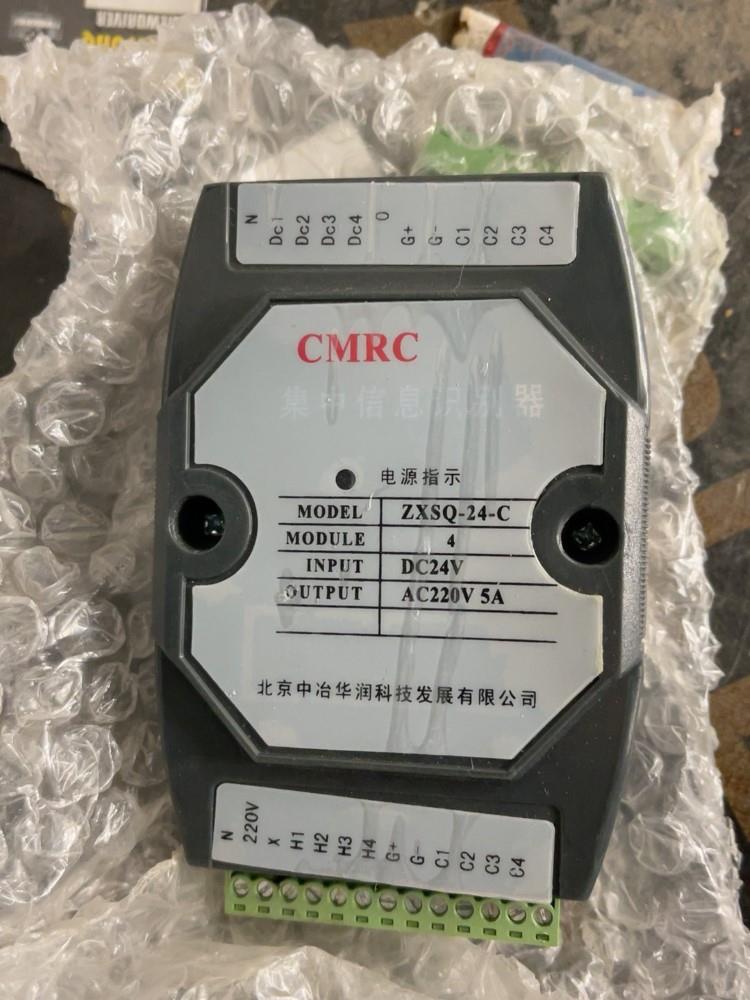 SCREWDRIVER
N Dc1 Dc2 Dc3 Dc4 0 G+ G- C1 C2 C3 C4
CMRC
集中信息识别器
电源指示
MODEL ZXSQ-24-C
MODULE 4
INPUT DC24V
OUTPUT AC220V 5A
北京中冶华润科技发展有限公司
N 220V X H1 H2 H3 H4 G+ G- C1 C2 C3 C4